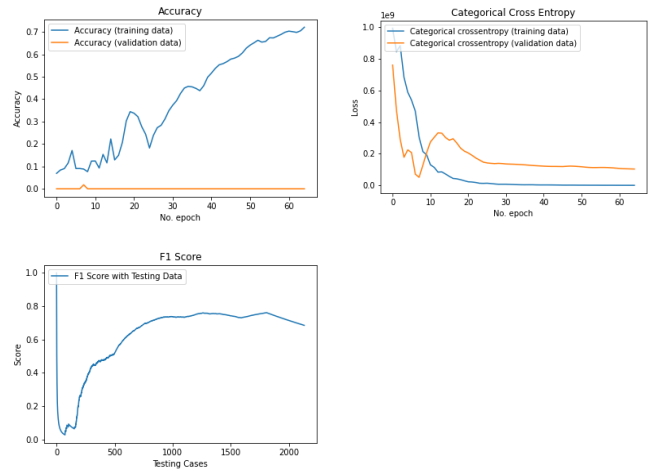 Accuracy
Accuracy (training data)
Accuracy (validation data)
0.7
0.6
0.5
0.4
0.3
0.2
0.1
0.0
Accuracy
0
10
20
30
40
50
60
No. epoch
Categorical Cross Entropy
1e9
Categorical crossentropy (training data)
Categorical crossentropy (validation data)
1.0
0.8
0.6
0.4
0.2
0.0
Loss
0
10
20
30
40
50
60
No. epoch
F1 Score
F1 Score with Testing Data
1.0
0.8
0.6
0.4
0.2
0.0
Score
0
500
1000
1500
2000
Testing Cases